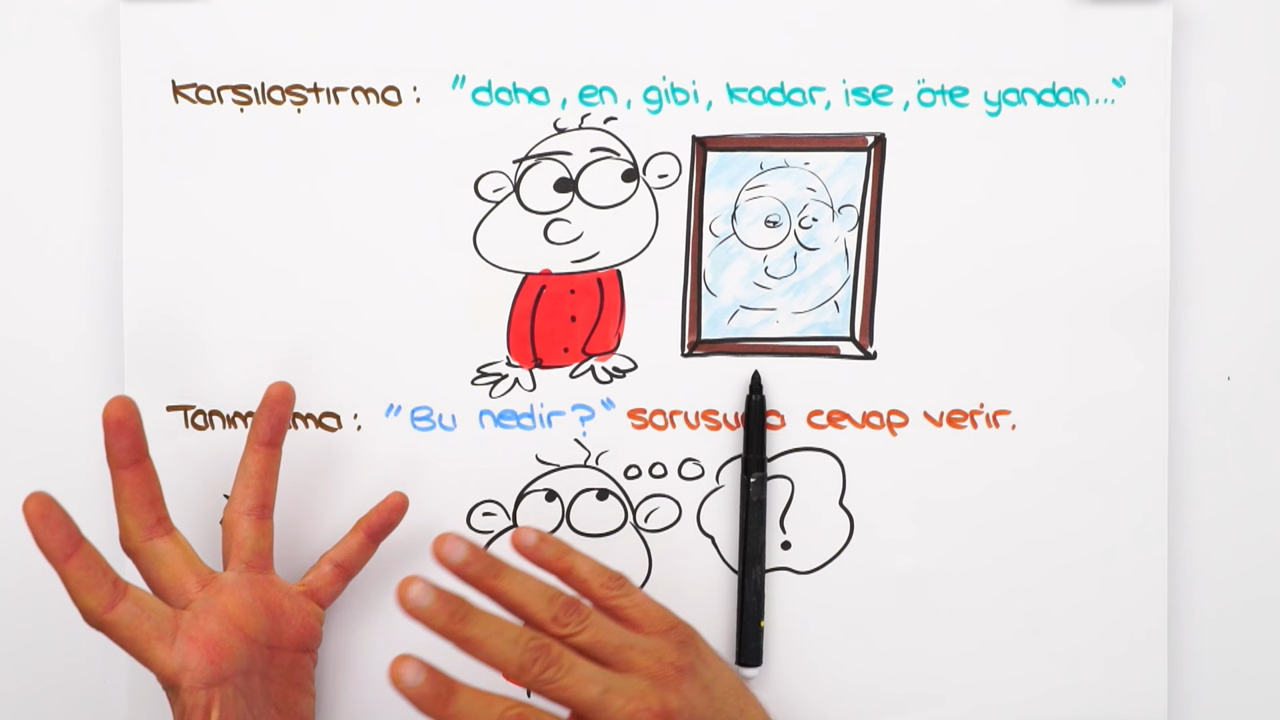 Karşılaştırma : "daha, en, gibi, kadar, ise, öte yandan..."
: "Bu nedir?" cevap verir.
?